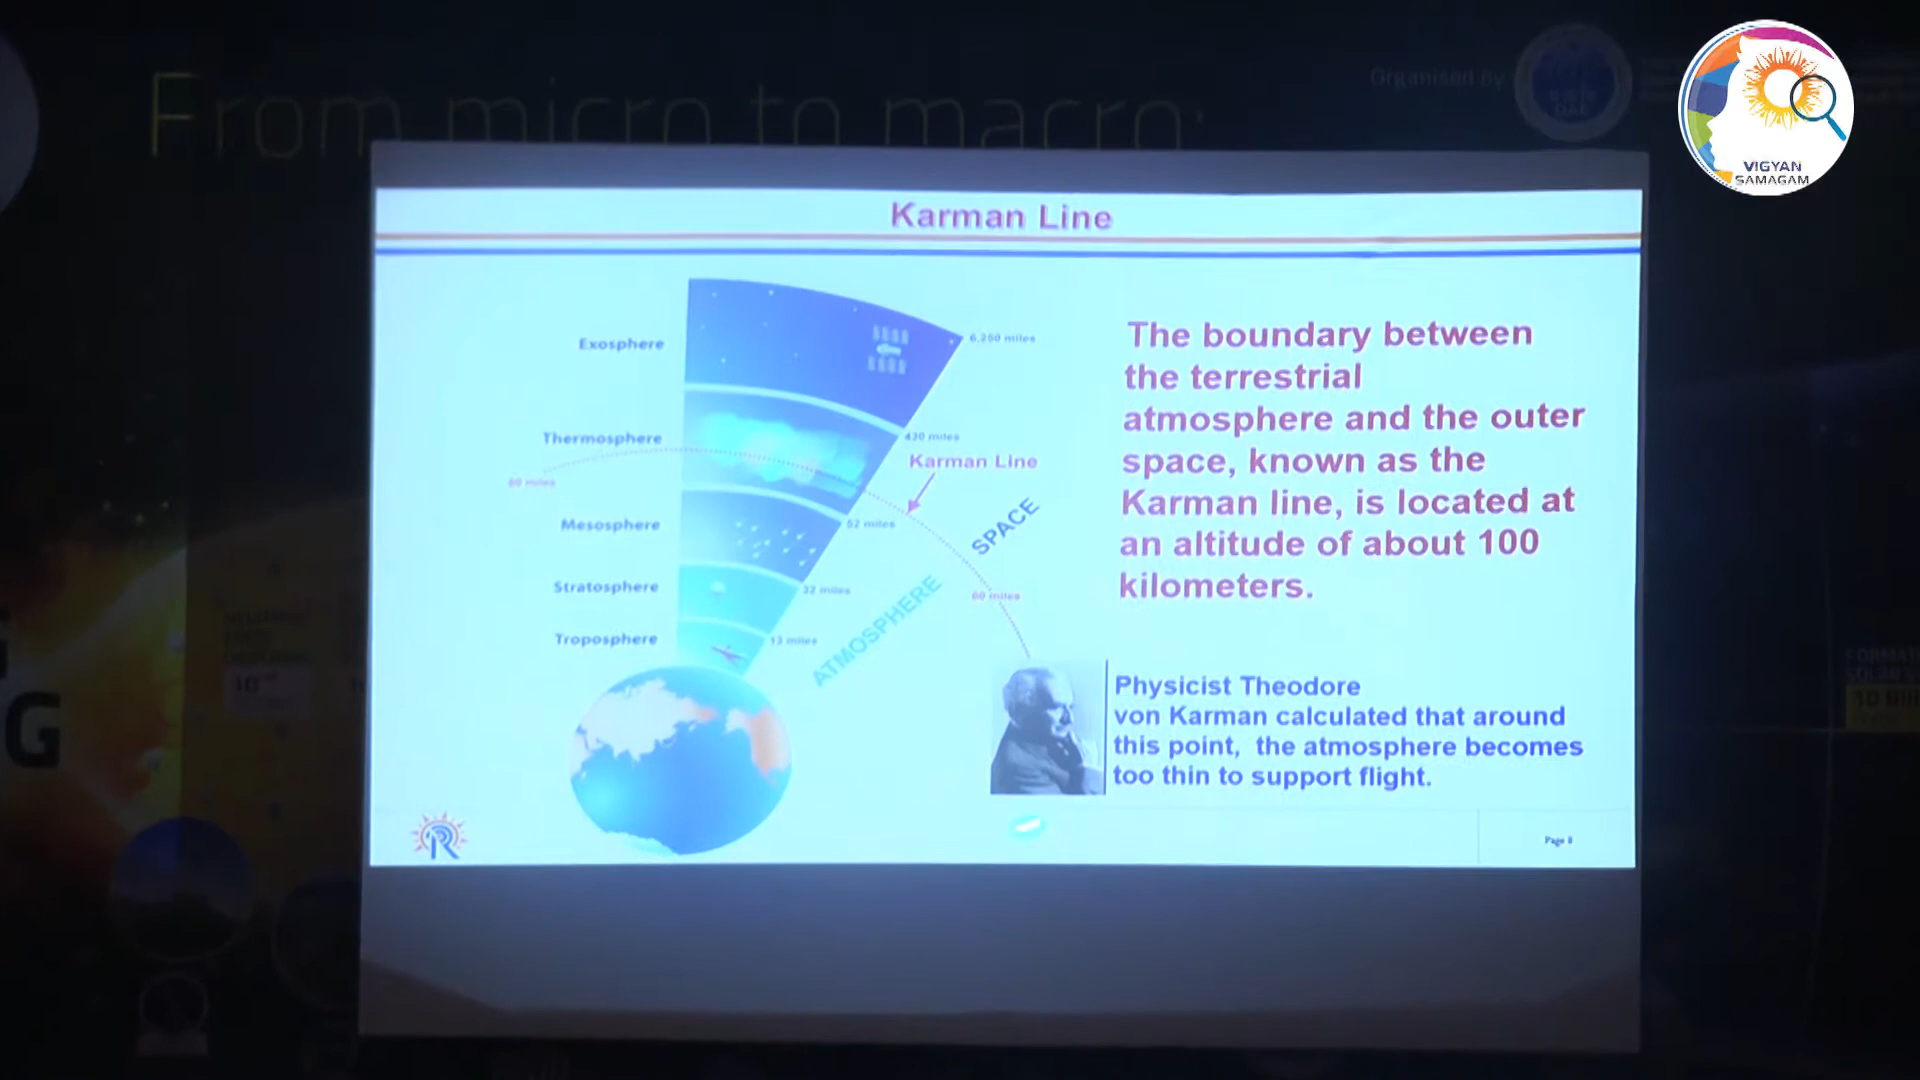 From micro to macro
Organised by
VIGYAN
SAMAGAM
Karman Line
Exosphere
6,250 miles
Thermosphere
430 miles
Karman Line
60 miles
Mesosphere
52 miles
SPACE
Stratosphere
32 miles
ATMOSPHERE
60 miles
Troposphere
13 miles
The boundary between
the terrestrial
atmosphere and the outer
space, known as the
Karman line, is located at
an altitude of about 100
kilometers.
Physicist Theodore
von Karman calculated that around
this point, the atmosphere becomes
too thin to support flight.
Page 8
G